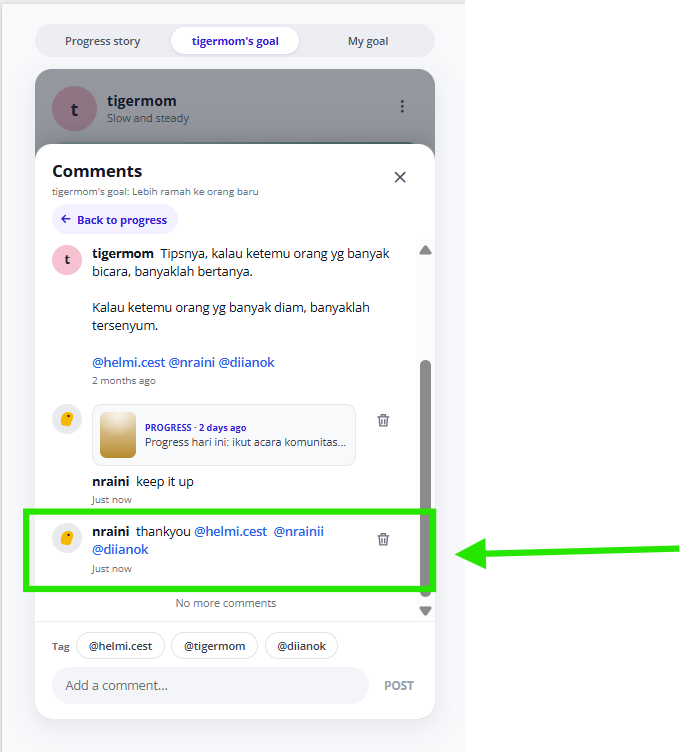 Progress story
tigermom's goal
My goal
t
tigermom
Slow and steady
Comments
tigermom's goal: Lebih ramah ke orang baru
← Back to progress
t
tigermom Tipsnya, kalau ketemu orang yg banyak
bicara, banyaklah bertanya.
Kalau ketemu orang yg banyak diam, banyaklah
tersenyum.
@helmi.cest @nraini @diianok
2 months ago
PROGRESS · 2 days ago
Progress hari ini: ikut acara komunitas...
nraini keep it up
Just now
nraini thankyou @helmi.cest @nrainii
@diianok
Just now
No more comments
Tag
@helmi.cest
@tigermom
@diianok
Add a comment...
POST